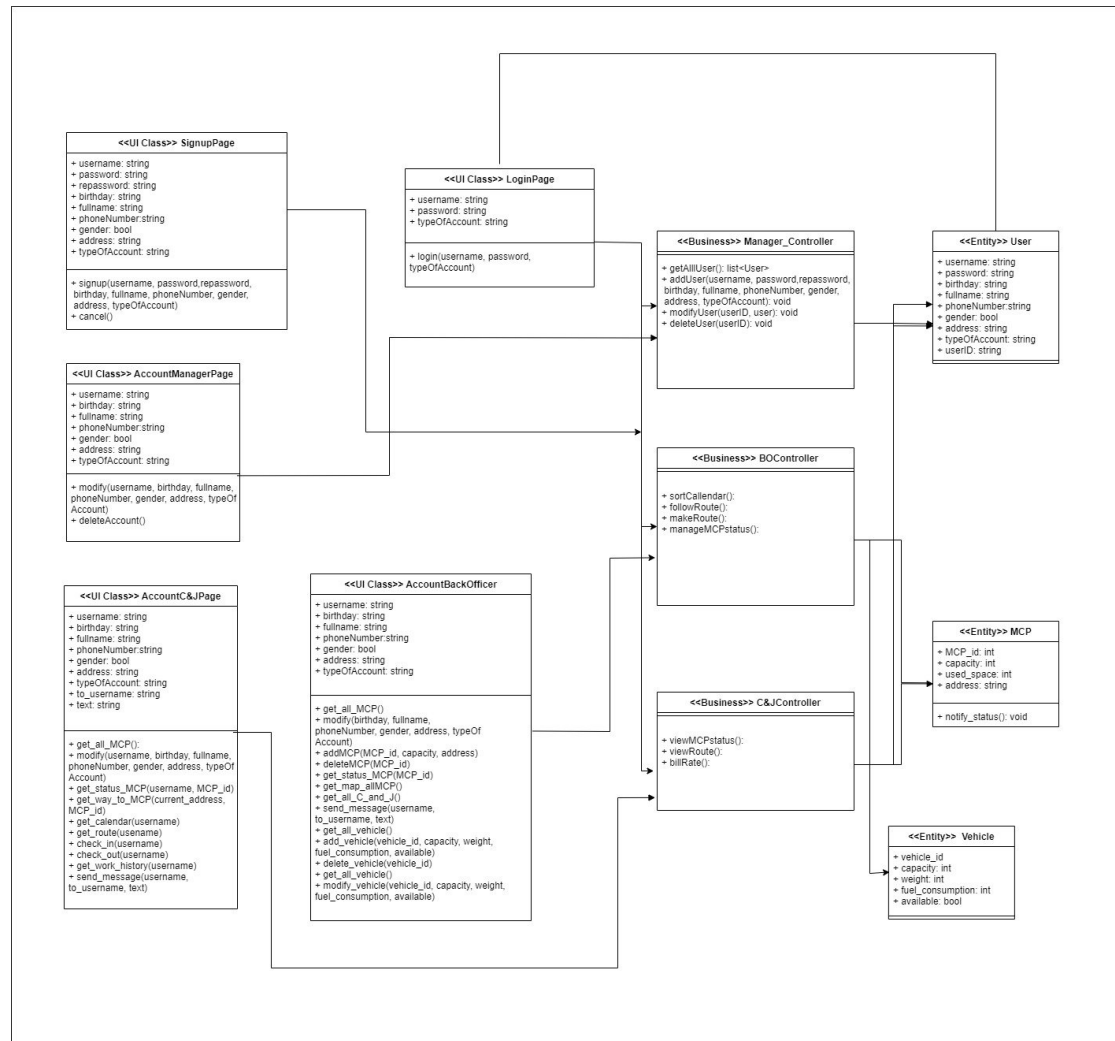 <<UI Class>> SignupPage
+ username: string
+ password: string
+ repassword: string
+ birthday: string
+ fullname: string
+ phoneNumber:string
+ gender: bool
+ address: string
+ typeOfAccount: string
+ signup(username, password,repassword,
birthday, fullname, phoneNumber, gender,
address, typeOfAccount)
+ cancel()
<<UI Class>> LoginPage
+ username: string
+ password: string
+ typeOfAccount: string
+ login(username, password,
typeOfAccount)
<<Business>> Manager_Controller
+ getAlllUser(): list<User>
+ addUser(username, password,repassword,
birthday, fullname, phoneNumber, gender,
address, typeOfAccount): void
+ modifyUser(userID, user): void
+ deleteUser(userID): void
<<Entity>> User
+ username: string
+ password: string
+ birthday: string
+ fullname: string
+ phoneNumber:string
+ gender: bool
+ address: string
+ typeOfAccount: string
+ userID: string
<<UI Class>> AccountManagerPage
+ username: string
+ birthday: string
+ fullname: string
+ phoneNumber:string
+ gender: bool
+ address: string
+ typeOfAccount: string
+ modify(username, birthday, fullname,
phoneNumber, gender, address, typeOf
Account)
+ deleteAccount()
<<Business>> BOController
+ sortCallendar():
+ followRoute():
+ makeRoute():
+ manageMCPstatus():
<<UI Class>> AccountC&JPage
+ username: string
+ birthday: string
+ fullname: string
+ phoneNumber:string
+ gender: bool
+ address: string
+ typeOfAccount: string
+ to_username: string
+ text: string
+ get_all_MCP():
+ modify(username, birthday, fullname,
phoneNumber, gender, address, typeOf
Account)
+ get_status_MCP(username, MCP_id)
+ get_way_to_MCP(current_address,
MCP_id)
+ get_calendar(username)
+ get_route(usename)
+ check_in(username)
+ check_out(username)
+ get_work_history(username)
+ send_message(username,
to_username, text)
<<UI Class>> AccountBackOfficer
+ username: string
+ birthday: string
+ fullname: string
+ phoneNumber:string
+ gender: bool
+ address: string
+ typeOfAccount: string
+ get_all_MCP()
+ modify(birthday, fullname,
phoneNumber, gender, address, typeOf
Account)
+ addMCP(MCP_id, capacity, address)
+ deleteMCP(MCP_id)
+ get_status_MCP(MCP_id)
+ get_map_allMCP()
+ get_all_C_and_J()
+ send_message(username,
to_username, text)
+ get_all_vehicle()
+ add_vehicle(vehicle_id, capacity, weight,
fuel_consumption, available)
+ delete_vehicle(vehicle_id)
+ get_all_vehicle()
+ modify_vehicle(vehicle_id, capacity, weight,
fuel_consumption, available)
<<Entity>> MCP
+ MCP_id: int
+ capacity: int
+ used_space: int
+ address: string
+ notify_status(): void
<<Business>> C&JController
+ viewMCPstatus():
+ viewRoute():
+ billRate():
<<Entity>> Vehicle
+ vehicle_id
+ capacity: int
+ weight: int
+ fuel_consumption: int
+ available: bool